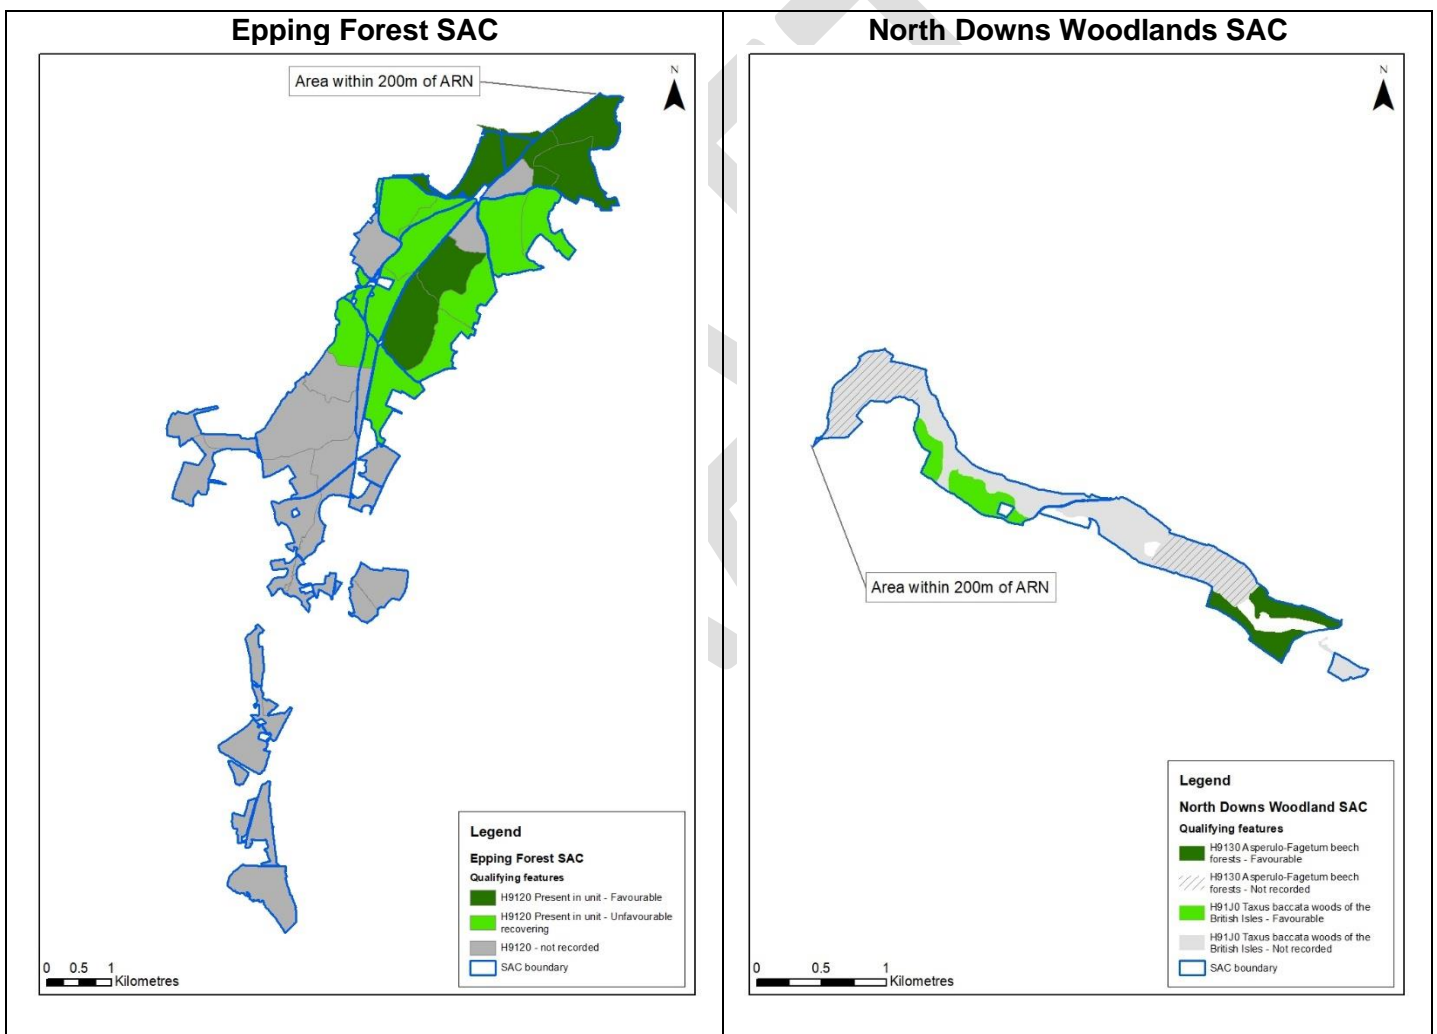 Epping Forest SAC
Area within 200m of ARN
N
Legend
Epping Forest SAC
Qualifying features
H9120 Present in unit - Favourable
H9120 Present in unit - Unfavourable
recovering
H9120 - not recorded
SAC boundary
0 0.5 1
Kilometres
North Downs Woodlands SAC
N
Area within 200m of ARN
Legend
North Downs Woodland SAC
Qualifying features
H9130 Asperulo-Fagetum beech
forests - Favourable
H9130 Asperulo-Fagetum beech
forests - Not recorded
H91J0 Taxus baccata woods of the
British Isles - Favourable
H91J0 Taxus baccata woods of the
British Isles - Not recorded
SAC boundary
0 0.5 1
Kilometres